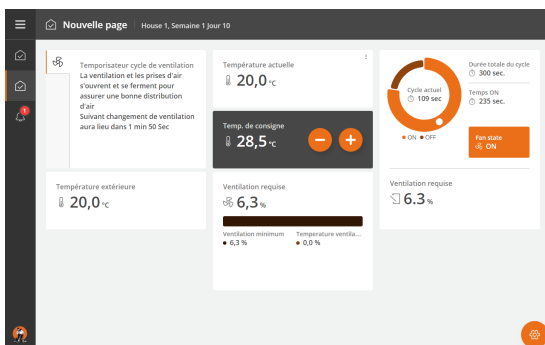 Nouvelle page House 1, Semaine 1 Jour 10
1
Temporisateur cycle de ventilation
La ventilation et les prises d'air
s'ouvrent et se ferment pour
assurer une bonne distribution
d'air
Suivant changement de ventilation
aura lieu dans 1 min 50 Sec
Température extérieure
20,0 °C
Température actuelle
20,0 °C
Temp. de consigne
28,5 °C
Ventilation requise
6,3 %
Ventilation minimum Temperature ventila...
6,3 % 0,0 %
Cycle actuel
109 sec
ON OFF
Durée totale du cycle
300 sec.
Temps ON
235 sec.
Fan state
ON
Ventilation requise
6.3 %